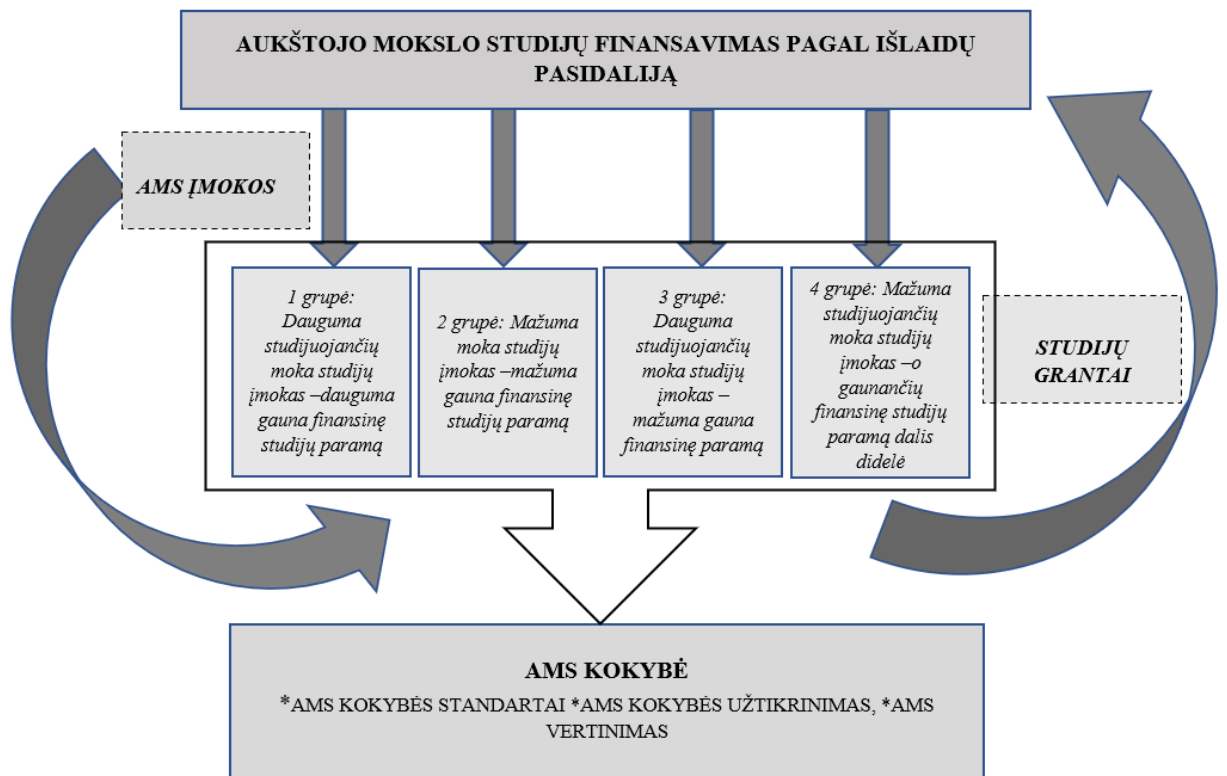 AUKŠTOJO MOKSLO STUDIJŲ FINANSAVIMAS PAGAL IŠLAIDŲ
PASIDALIJĄ
AMS ĮMOKOS
1 grupė:
Dauguma
studijuojančių
moka studijų
įmokas –dauguma
gauna finansinę
studijų paramą
2 grupė: Mažuma
moka studijų
įmokas –mažuma
gauna finansinę
studijų paramą
3 grupė:
Dauguma
studijuojančių
moka studijų
įmokas –
mažuma gauna
finansinę paramą
4 grupė: Mažuma
studijuojančių
moka studijų
įmokas –o
gaunančių
finansinę studijų
paramą dalis
didelė
STUDIJŲ
GRANTAI
AMS KOKYBĖ
*AMS KOKYBĖS STANDARTAI *AMS KOKYBĖS UŽTIKRINIMAS, *AMS
VERTINIMAS